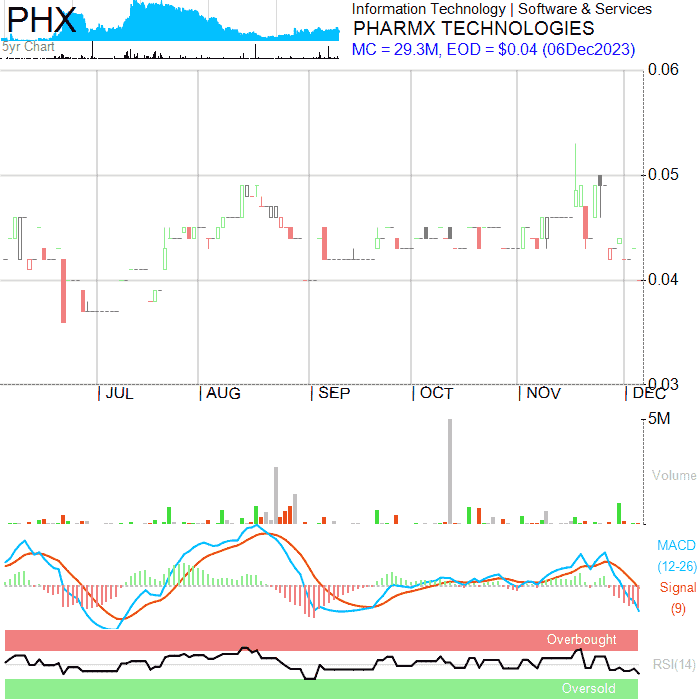 PHX
5yr Chart
Information Technology | Software & Services
PHARMX TECHNOLOGIES
MC = 29.3M, EOD = $0.04 (06Dec2023)
0.06
0.05
0.04
0.03
| JUL
| AUG
| SEP
| OCT
| NOV
| DEC
5M
Volume
MACD
(12-26)
Signal
(9)
Overbought
RSI(14)
Oversold